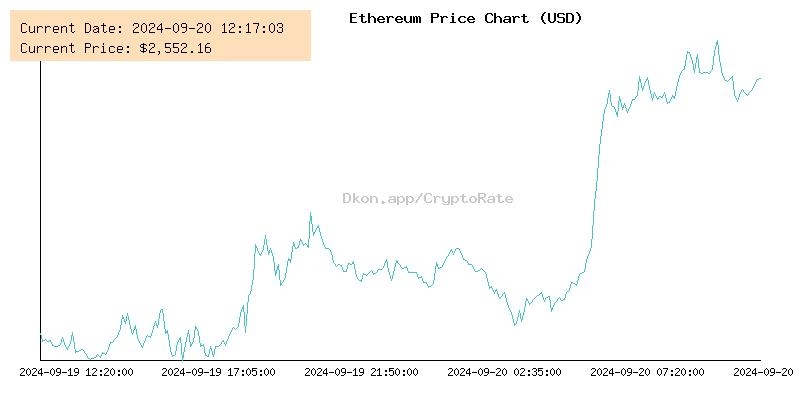 Ethereum Price Chart (USD)
Current Date: 2024-09-20 12:17:03
Current Price: $2,552.16
Dkon.app/CryptoRate
2024-09-19 12:20:00 2024-09-19 17:05:00 2024-09-19 21:50:00 2024-09-20 02:35:00 2024-09-20 07:20:00 2024-09-20